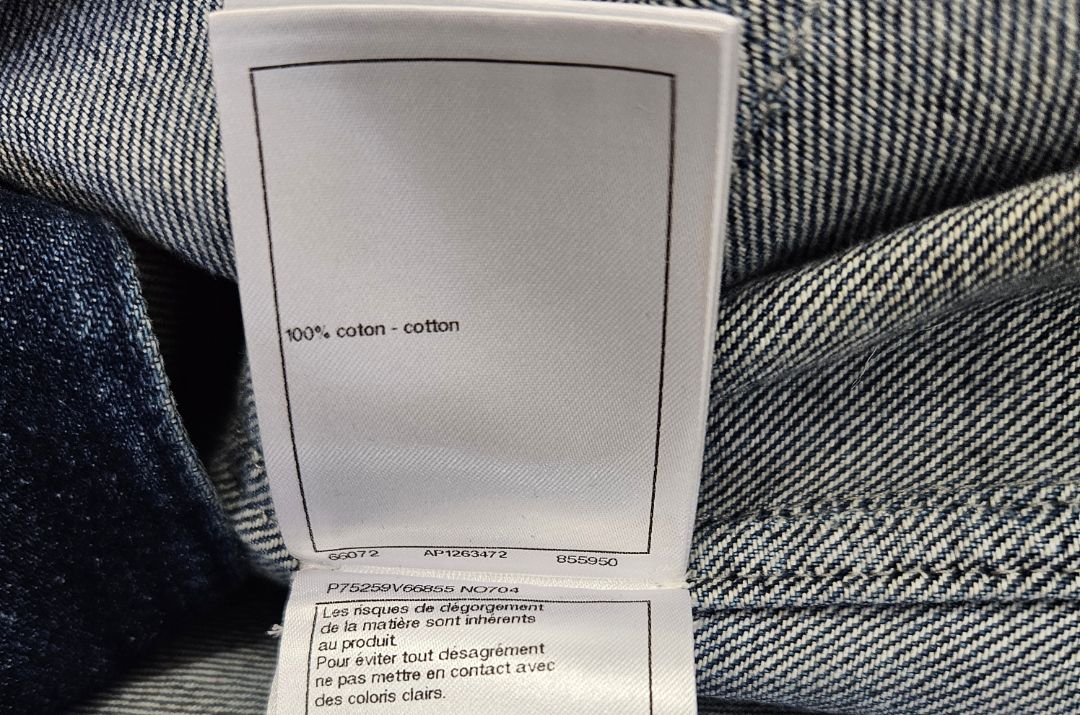 100% coton - cotton
66072 AP1263472 855950
P75259V66855 NO704
Les risques de dégorgement
de la matière sont inhérents
au produit.
Pour éviter tout désagrément
ne pas mettre en contact avec
des coloris clairs.